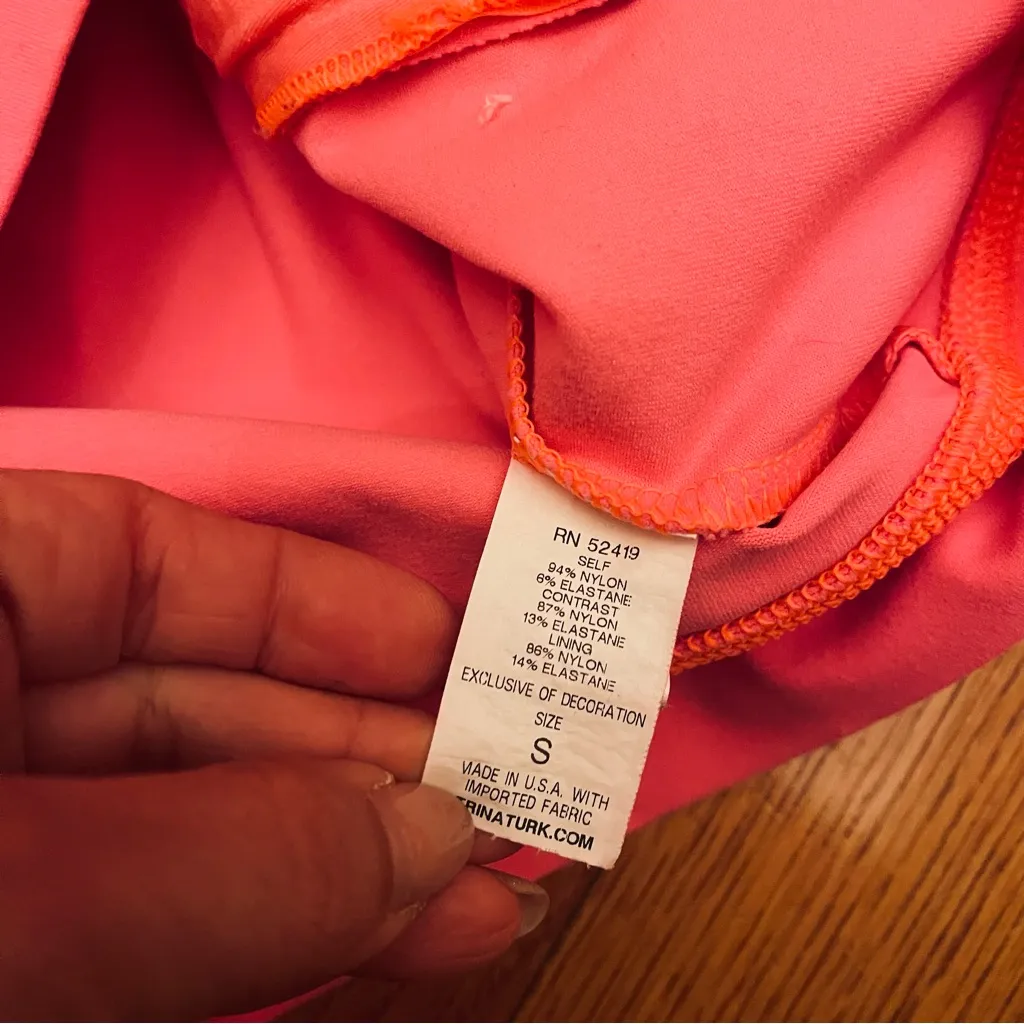 RN 52419
SELF
94% NYLON
6% ELASTANE
CONTRAST
87% NYLON
13% ELASTANE
LINING
86% NYLON
14% ELASTANE
EXCLUSIVE OF DECORATION
SIZE
S
MADE IN U.S.A. WITH
IMPORTED FABRIC
TRINATURK.COM